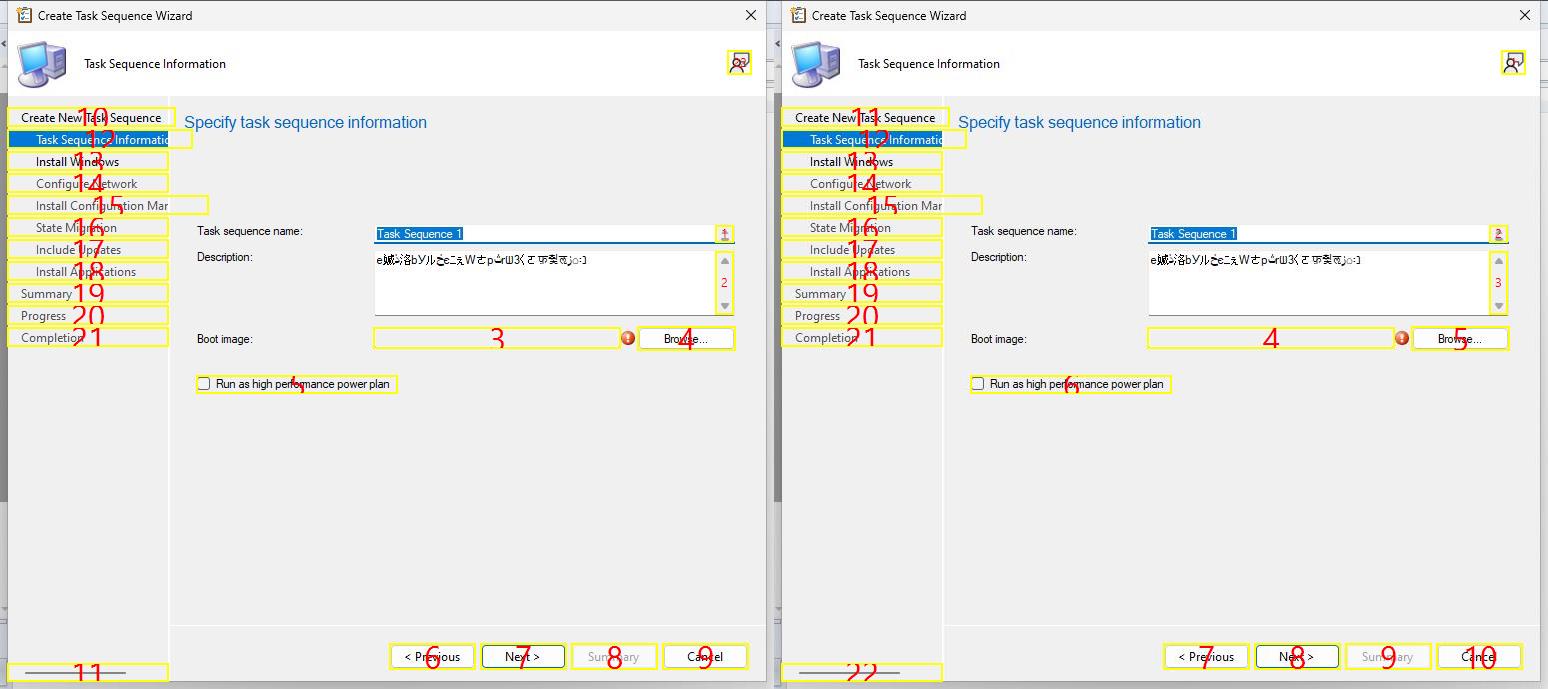 Create Task Sequence Wizard
Task Sequence Information
Create New Task Sequence
10
Specify task sequence information
Task Sequence Informatio
12
Install Windows
13
Configure Network
14
Install Configuration Mar
15
State Migration
16
Task sequence name:
Task Sequence 1
1
Include Updates
17
Description:
2
Install Applications
18
Summary
19
Progress
20
Completion
21
Boot image:
3
Browse...
4
Run as high performance power plan
5
< Previous
6
Next >
7
Summary
8
Cancel
9
11
Create Task Sequence Wizard
Task Sequence Information
Create New Task Sequence
11
Specify task sequence information
Task Sequence Informatio
12
Install Windows
13
Configure Network
14
Install Configuration Mar
15
State Migration
16
Task sequence name:
Task Sequence 1
Include Updates
17
Description:
3
Install Applications
18
Summary
19
Progress
20
Completion
21
Boot image:
4
Browse...
5
Run as high performance power plan
6
< Previous
7
Next >
8
Summary
9
Cancel
10
22